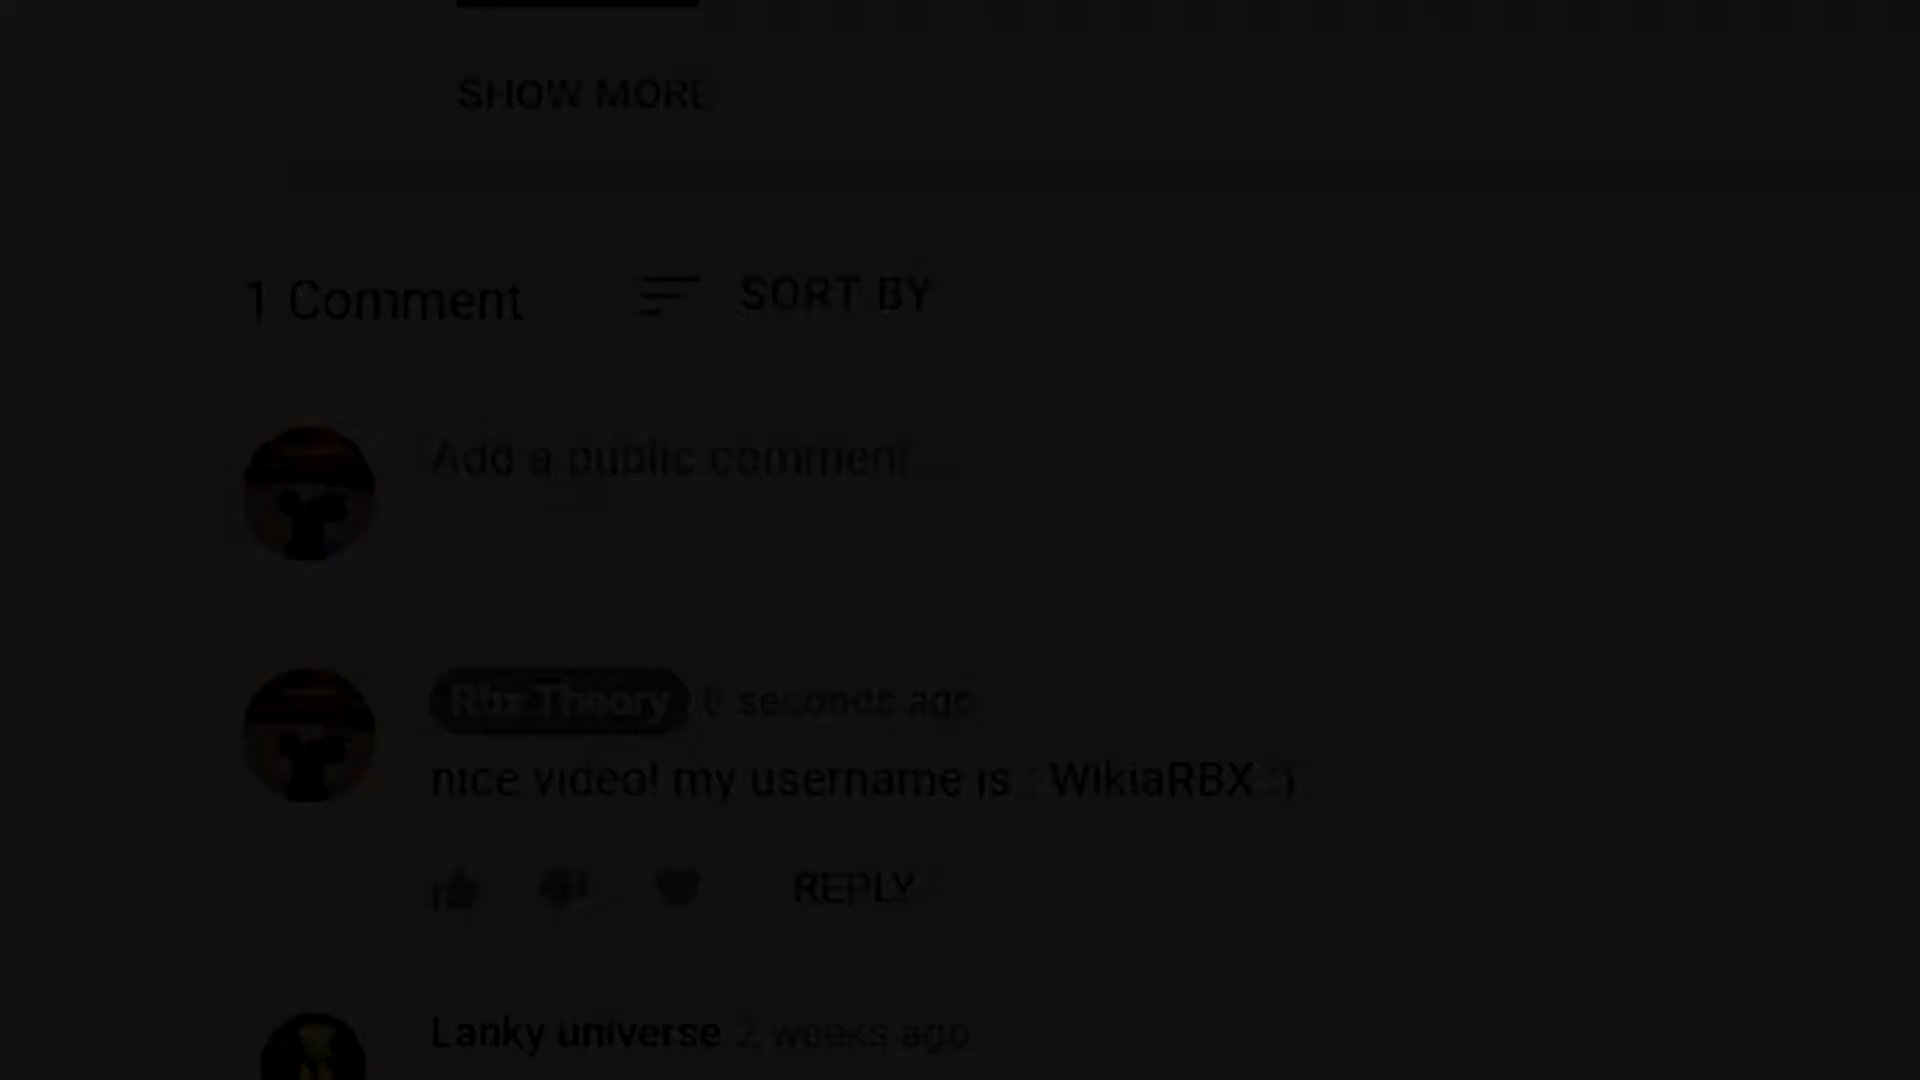 SHOW MORE
1 Comment SORT BY
Add a public comment...
Rbx Theory seconds ago
nice video! my username is : WikiaRBX :)
REPLY
Lanky universe 2 weeks ago